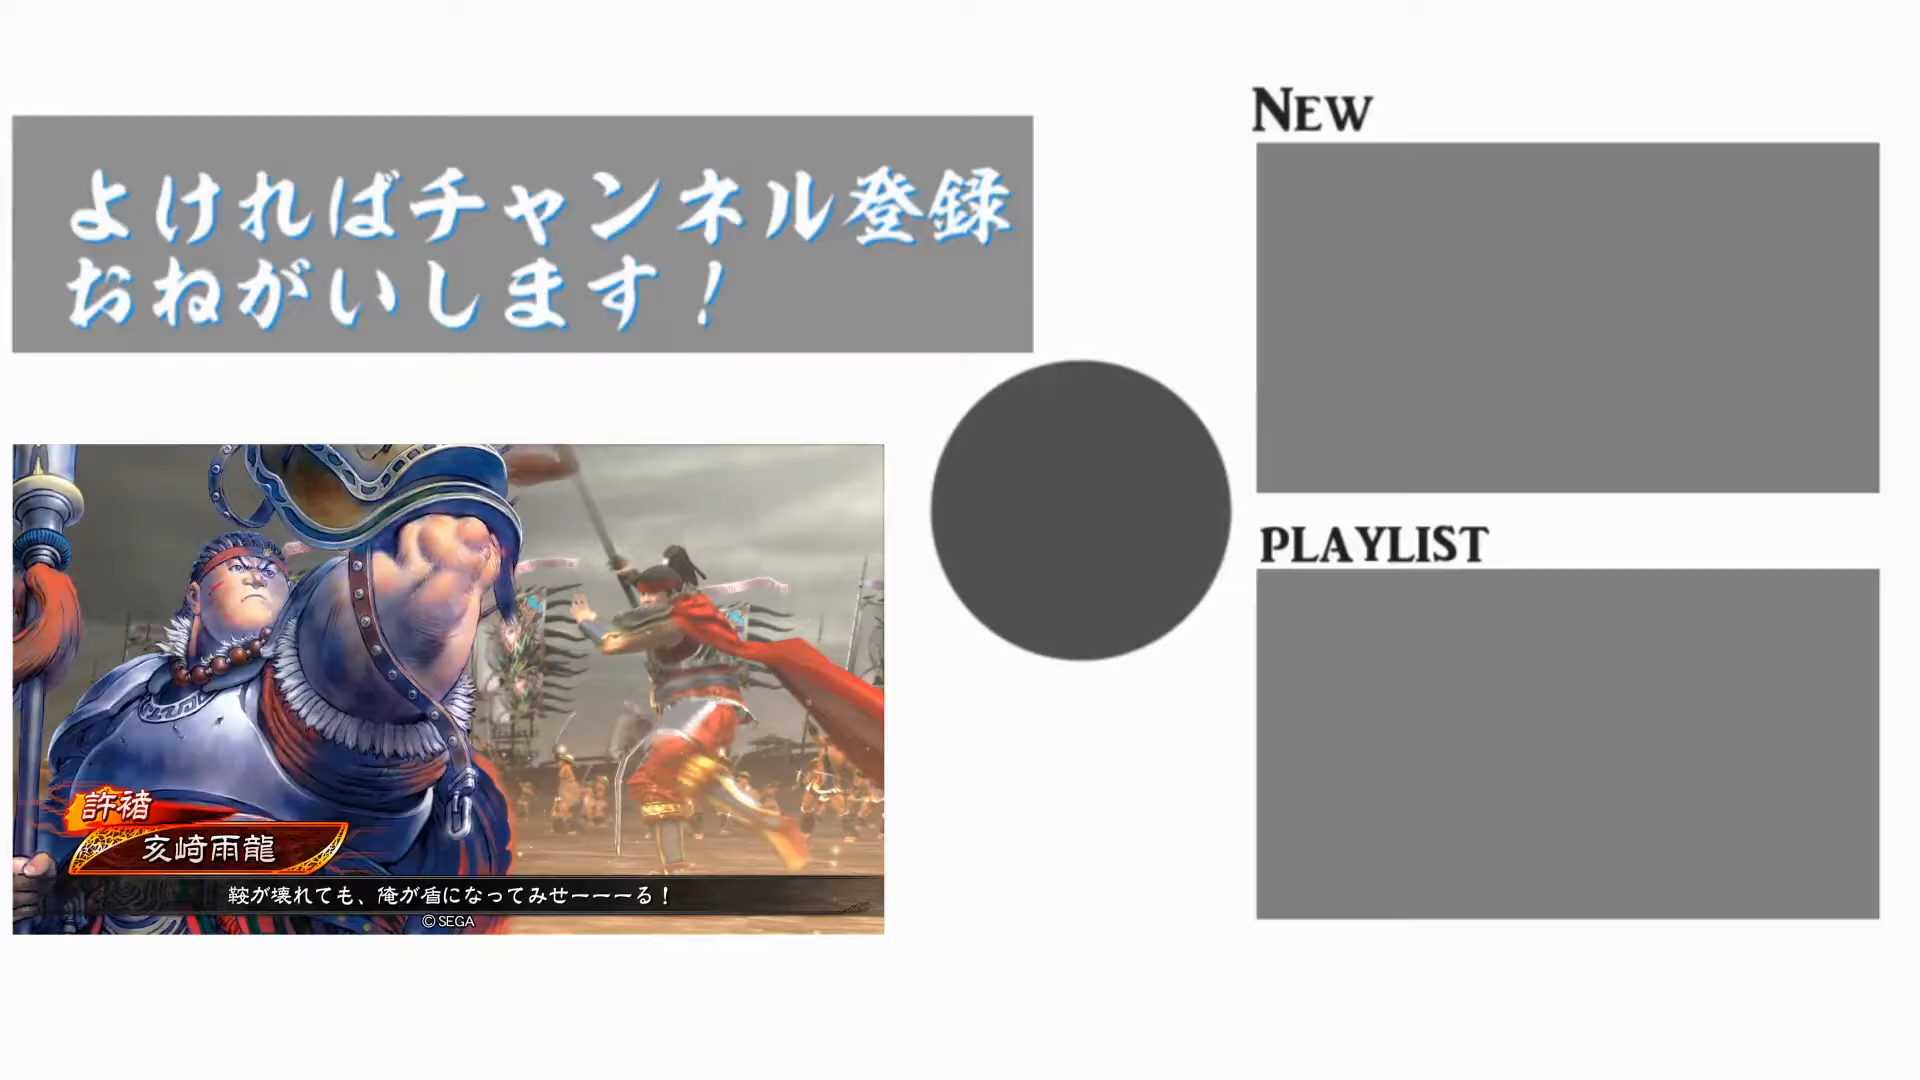 よければチャンネル登録
おねがいします！
NEW
PLAYLIST
許褚
亥崎雨龍
鞍が壊れても、俺が盾になってみせーーーる！
©SEGA